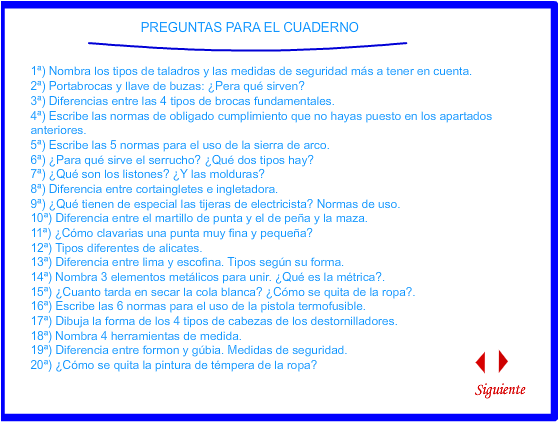 PREGUNTAS PARA EL CUADERNO
1ª) Nombra los tipos de taladros y las medidas de seguridad más a tener en cuenta.
2ª) Portabrocas y llave de buzas: ¿Pera qué sirven?
3ª) Diferencias entre las 4 tipos de brocas fundamentales.
4ª) Escribe las normas de obligado cumplimiento que no hayas puesto en los apartados
anteriores.
5ª) Escribe las 5 normas para el uso de la sierra de arco.
6ª) ¿Para qué sirve el serrucho? ¿Qué dos tipos hay?
7ª) ¿Qué son los listones? ¿Y las molduras?
8ª) Diferencia entre cortaingletes e ingletadora.
9ª) ¿Qué tienen de especial las tijeras de electricista? Normas de uso.
10ª) Diferencia entre el martillo de punta y el de peña y la maza.
11ª) ¿Cómo clavarias una punta muy fina y pequeña?
12ª) Tipos diferentes de alicates.
13ª) Diferencia entre lima y escofina. Tipos según su forma.
14ª) Nombra 3 elementos metálicos para unir. ¿Qué es la métrica?.
15ª) ¿Cuanto tarda en secar la cola blanca? ¿Cómo se quita de la ropa?.
16ª) Escribe las 6 normas para el uso de la pistola termofusible.
17ª) Dibuja la forma de los 4 tipos de cabezas de los destornilladores.
18ª) Nombra 4 herramientas de medida.
19ª) Diferencia entre formon y gúbia. Medidas de seguridad.
20ª) ¿Cómo se quita la pintura de témpera de la ropa?
Siguiente